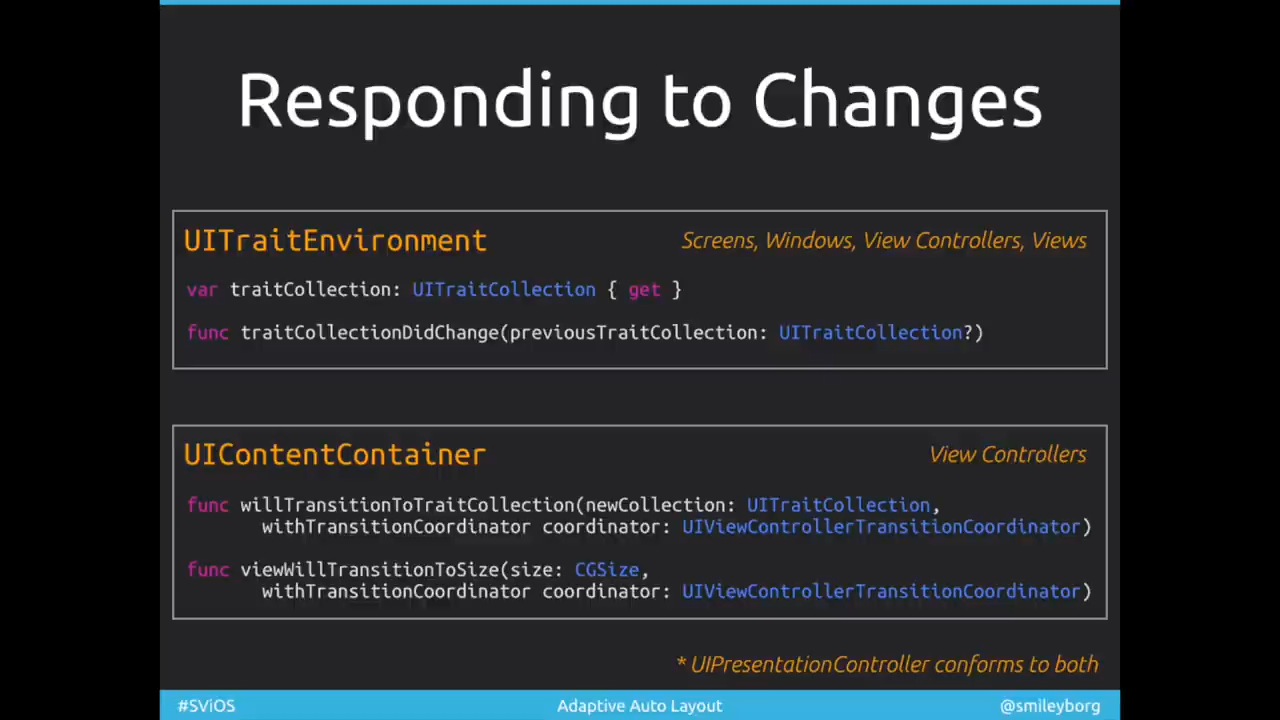 Responding to Changes
UITraitEnvironment
Screens, Windows, View Controllers, Views
var traitCollection: UITraitCollection { get }
func traitCollectionDidChange(previousTraitCollection: UITraitCollection?)
UIContentContainer
View Controllers
func willTransitionToTraitCollection(newCollection: UITraitCollection,
withTransitionCoordinator coordinator: UIViewControllerTransitionCoordinator)
func viewWillTransitionToSize(size: CGSize,
withTransitionCoordinator coordinator: UIViewControllerTransitionCoordinator)
* UIPresentationController conforms to both
#SViOS
Adaptive Auto Layout
@smileyborg